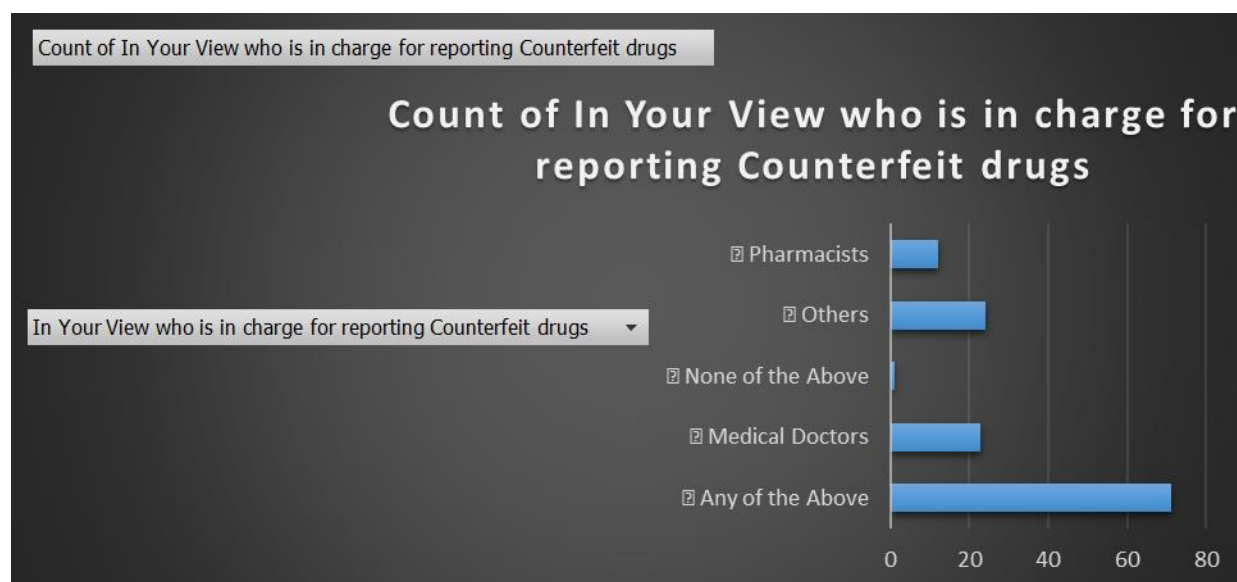 Count of In Your View who is in charge for reporting Counterfeit drugs
Count of In Your View who is in charge for
reporting Counterfeit drugs
In Your View who is in charge for reporting Counterfeit drugs
⍰ Pharmacists
⍰ Others
⍰ None of the Above
⍰ Medical Doctors
⍰ Any of the Above
0 20 40 60 80